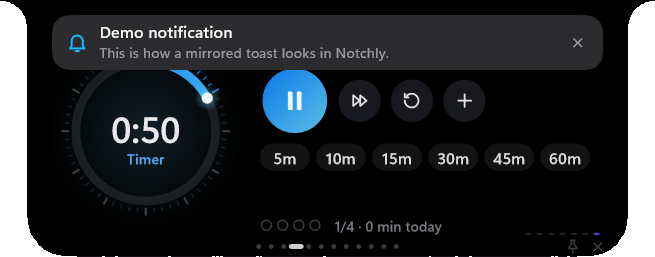 Demo notification
This is how a mirrored toast looks in Notchly.
0:50
Timer
5m 10m 15m 30m 45m 60m
1/4 · 0 min today